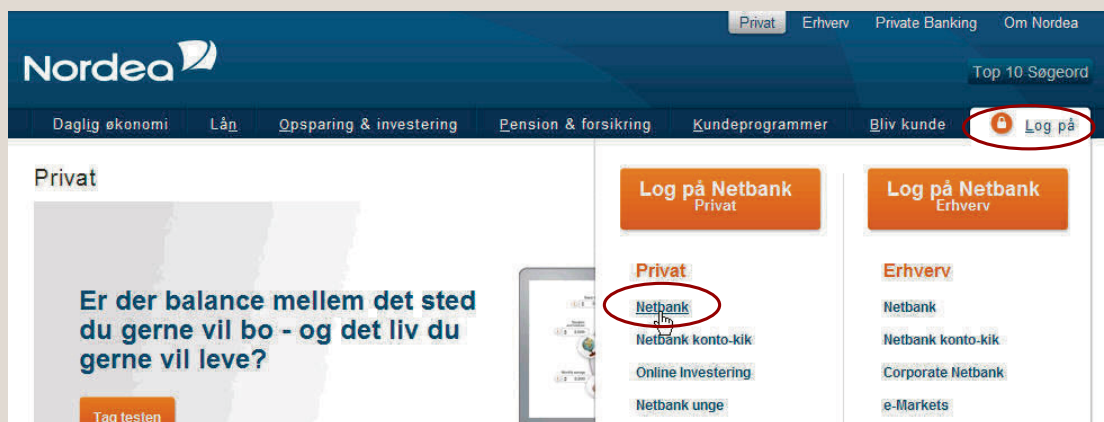 Privat Erhverv Private Banking Om Nordea
Nordea
Top 10 Søgeord
Daglig økonomi Lån Opsparing & investering Pension & forsikring Kundeprogrammer Bliv kunde Log på
Privat
Er der balance mellem det sted
du gerne vil bo - og det liv du
gerne vil leve?
Tag testen
Log på Netbank
Privat
Privat
Netbank
Netbank konto-kik
Online Investering
Netbank unge
Log på Netbank
Erhverv
Erhverv
Netbank
Netbank konto-kik
Corporate Netbank
e-Markets